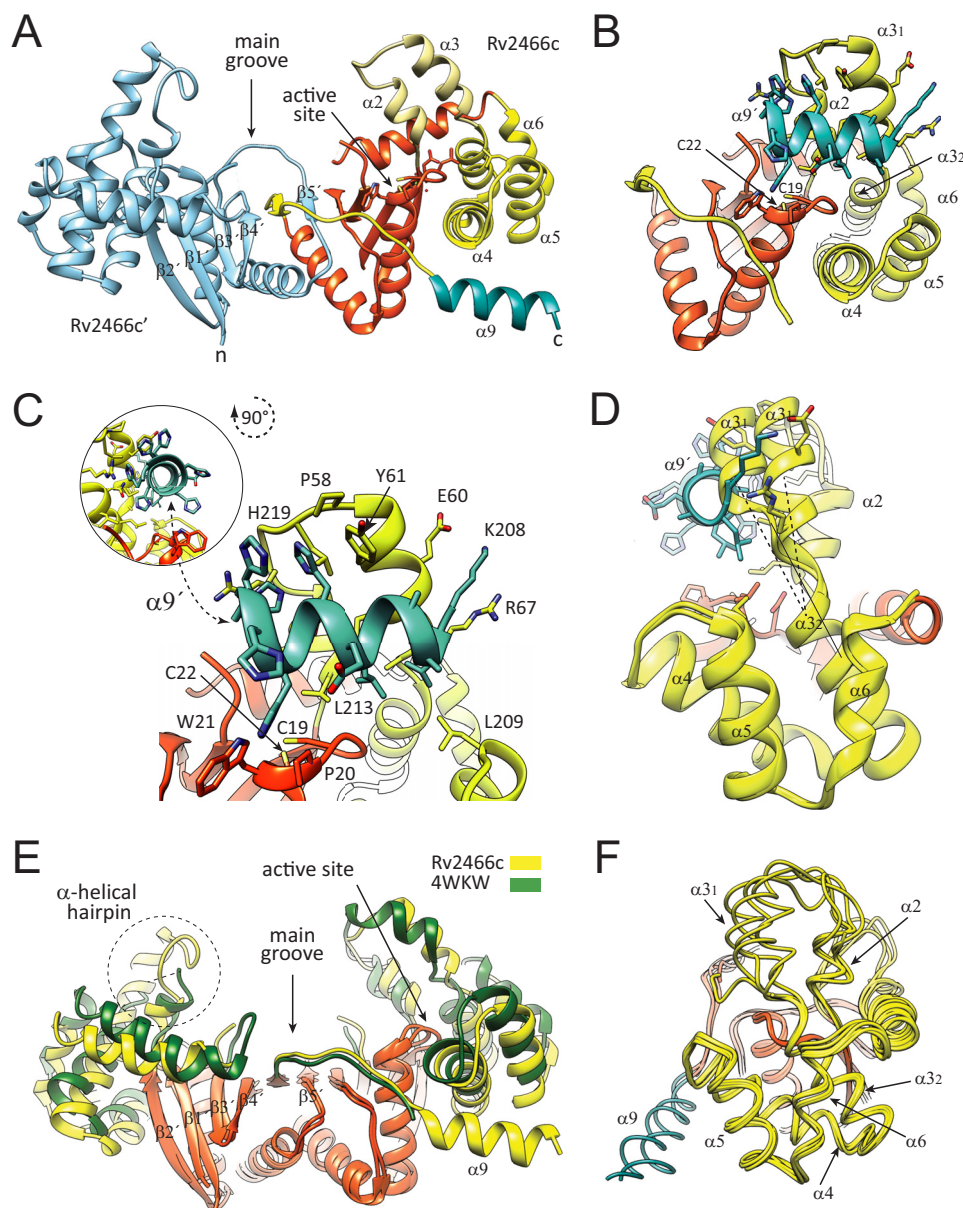 A
main
groove
Rv2466c
α3
active
site
α2
α6
β5´
β4´
β3´
β1´
β2´
α4
α5
Rv2466c’
n
α9
c
B
α31
α2
α9´
C22
C19
α32
α6
α5
α4
C
90°
P58
Y61
H219
E60
K208
α9´
R67
C22
L213
W21
C19
L209
P20
D
α31
α31
α9´
α2
α32
α4
α6
α5
E
Rv2466c
active site
4WKW
α-helical
hairpin
main
groove
β5´
β4´
β3´
β1´
β2´
α9
F
α31
α2
α32
α9
α5
α6
α4